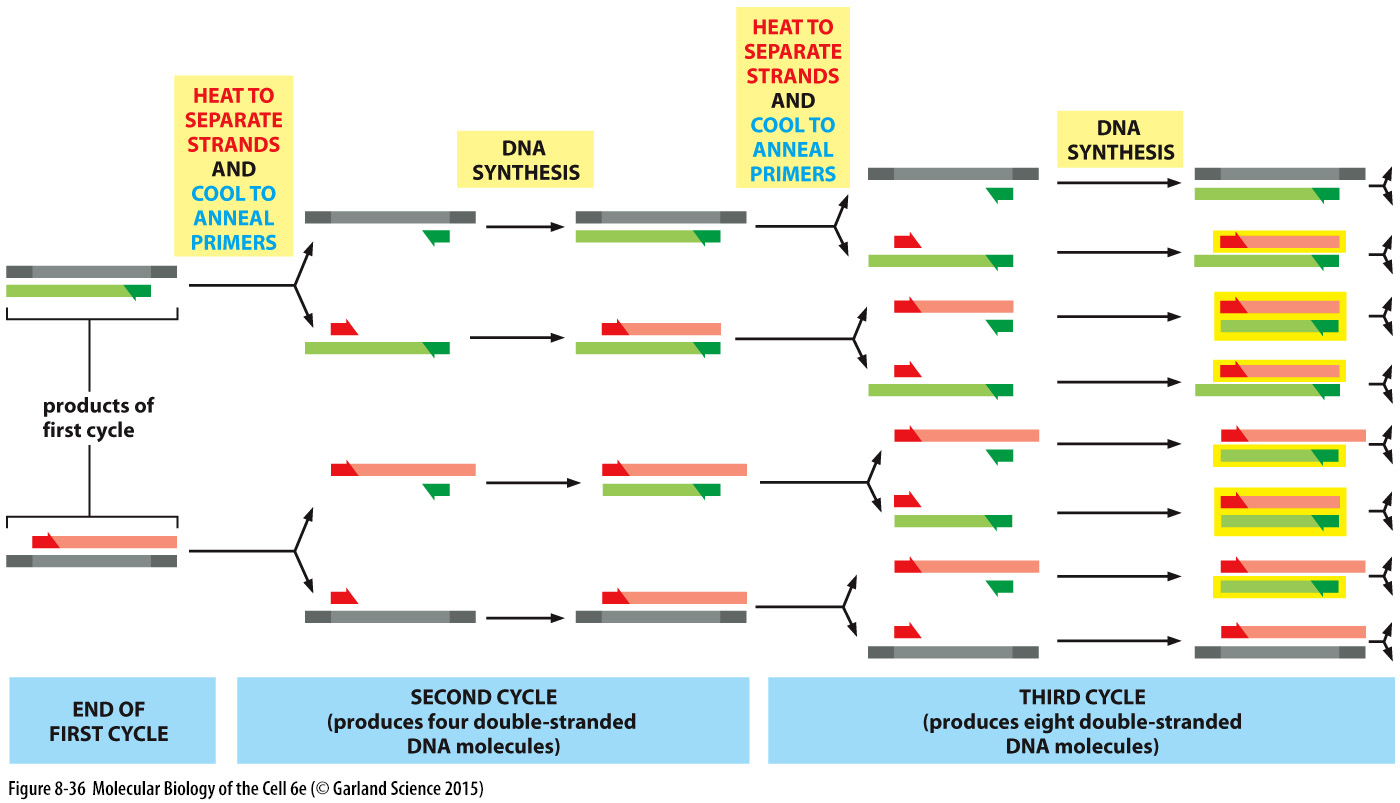 HEAT TO
SEPARATE
STRANDS
AND
COOL TO
ANNEAL
PRIMERS
DNA
SYNTHESIS
HEAT TO
SEPARATE
STRANDS
AND
COOL TO
ANNEAL
PRIMERS
DNA
SYNTHESIS
products of
first cycle
END OF
FIRST CYCLE
SECOND CYCLE
(produces four double-stranded
DNA molecules)
THIRD CYCLE
(produces eight double-stranded
DNA molecules)
Figure 8-36 Molecular Biology of the Cell 6e (© Garland Science 2015)